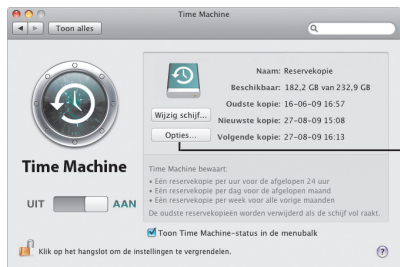 Time Machine
Toon alles
Naam: Reservekopie
Beschikbaar: 182,2 GB van 232,9 GB
Oudste kopie: 16-06-09 16:57
Wijzig schijf...
Nieuwste kopie: 27-08-09 15:08
Opties...
Volgende kopie: 27-08-09 16:13
Time Machine
UIT
AAN
Time Machine bewaart:
• Eén reservekopie per uur voor de afgelopen 24 uur
• Eén reservekopie per dag voor de afgelopen maand
• Eén reservekopie per week voor alle vorige maanden
De oudste reservekopieën worden verwijderd als de schijf vol raakt.
Toon Time Machine-status in de menubalk
Klik op het hangslot om de instellingen te vergrendelen.
?